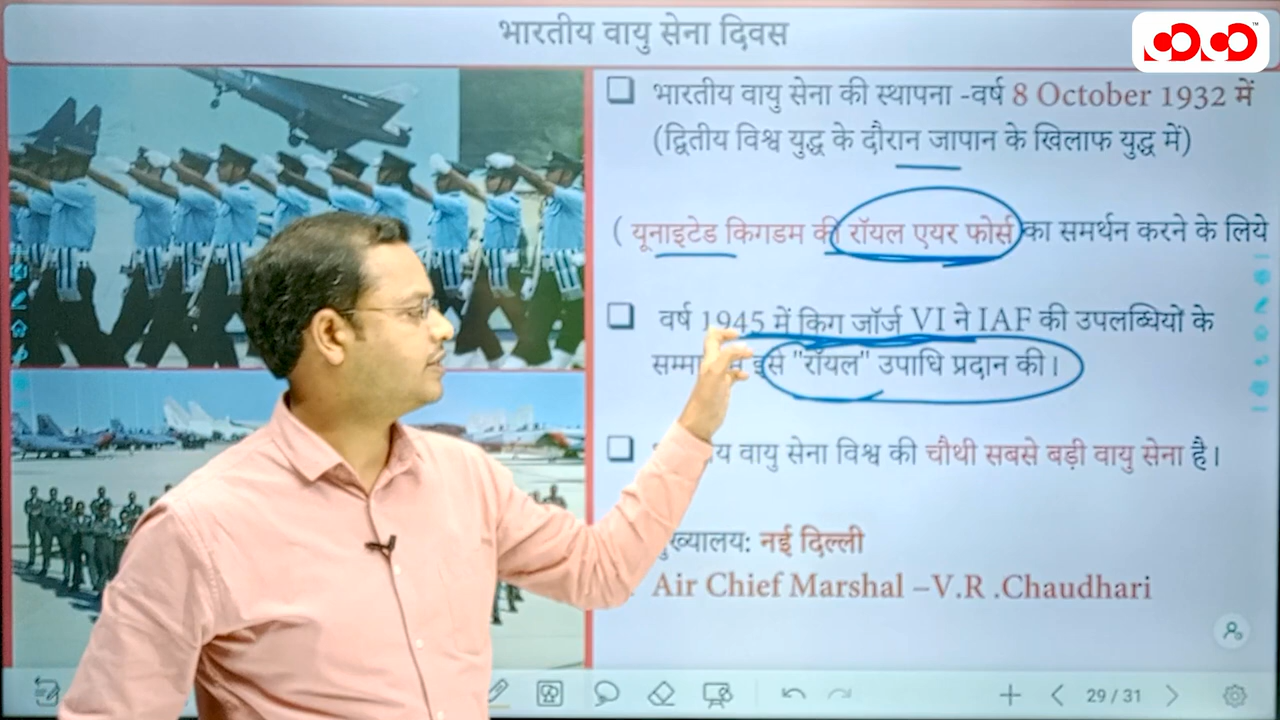 भारतीय वायु सेना दिवस
भारतीय वायु सेना की स्थापना -वर्ष 8 October 1932 में
(द्वितीय विश्व युद्ध के दौरान जापान के खिलाफ युद्ध में)
( यूनाइटेड किगडम की रॉयल एयर फोर्स का समर्थन करने के लिये
वर्ष 1945 में किग जॉर्ज VI ने IAF की उपलब्धियों के
इसे "रॉयल" उपाधि प्रदान की।
वायु सेना विश्व की चौथी सबसे बड़ी वायु सेना है।
नई दिल्ली
Air Chief Marshal –V.R .Chaudhari
29 / 31